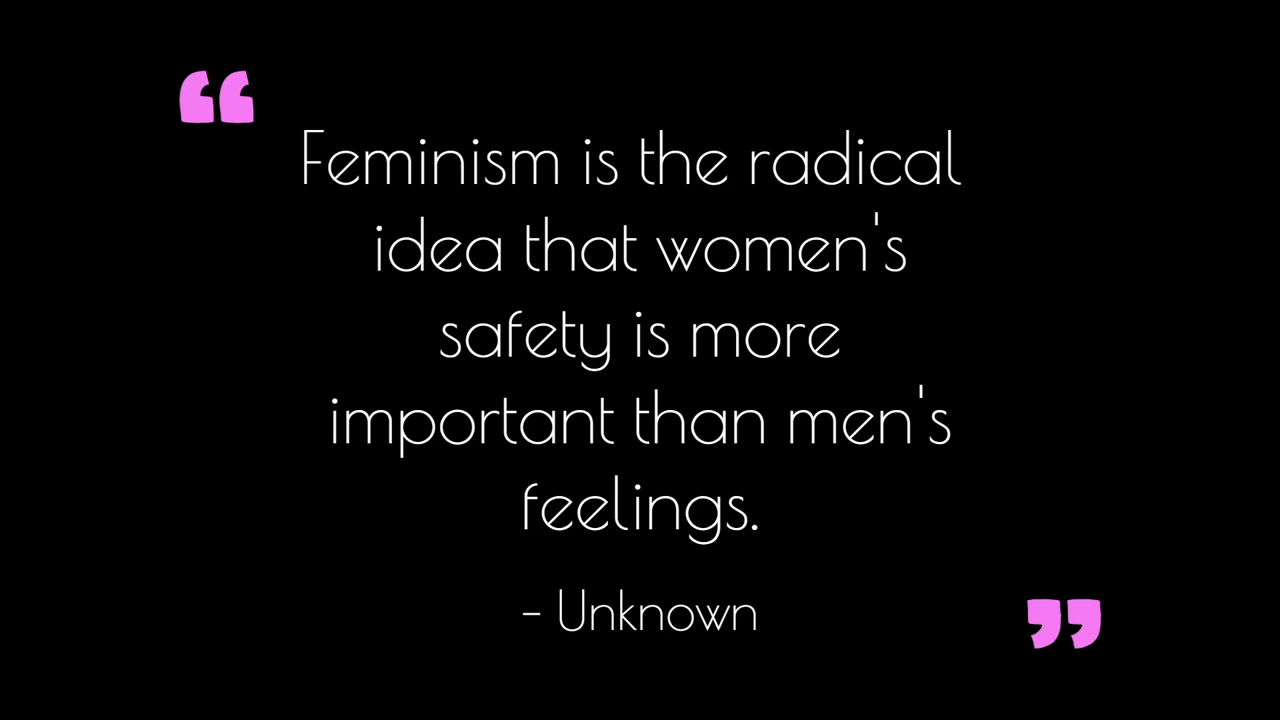 “
Feminism is the radical
idea that women's
safety is more
important than men's
feelings.
– Unknown
”